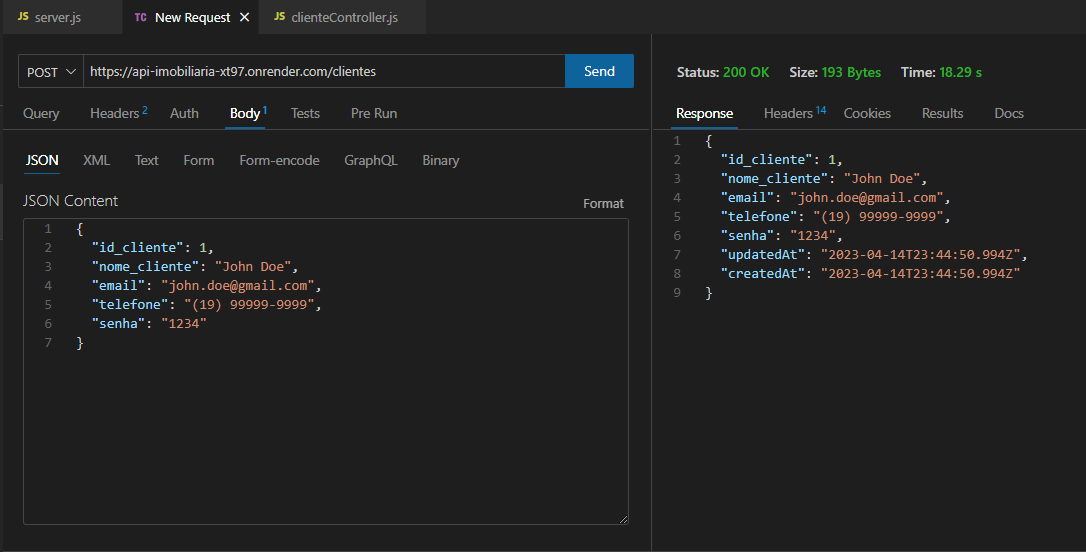 JS server.js
TC New Request ×
JS clienteController.js
POST
https://api-imobiliaria-xt97.onrender.com/clientes
Send
Query
Headers 2
Auth
Body 1
Tests
Pre Run
JSON
XML
Text
Form
Form-encode
GraphQL
Binary
JSON Content
Format
1 {
2 "id_cliente": 1,
3 "nome_cliente": "John Doe",
4 "email": "john.doe@gmail.com",
5 "telefone": "(19) 99999-9999",
6 "senha": "1234"
7 }
Status: 200 OK
Size: 193 Bytes
Time: 18.29 s
Response
Headers 14
Cookies
Results
Docs
1 {
2 "id_cliente": 1,
3 "nome_cliente": "John Doe",
4 "email": "john.doe@gmail.com",
5 "telefone": "(19) 99999-9999",
6 "senha": "1234",
7 "updatedAt": "2023-04-14T23:44:50.994Z",
8 "createdAt": "2023-04-14T23:44:50.994Z"
9 }